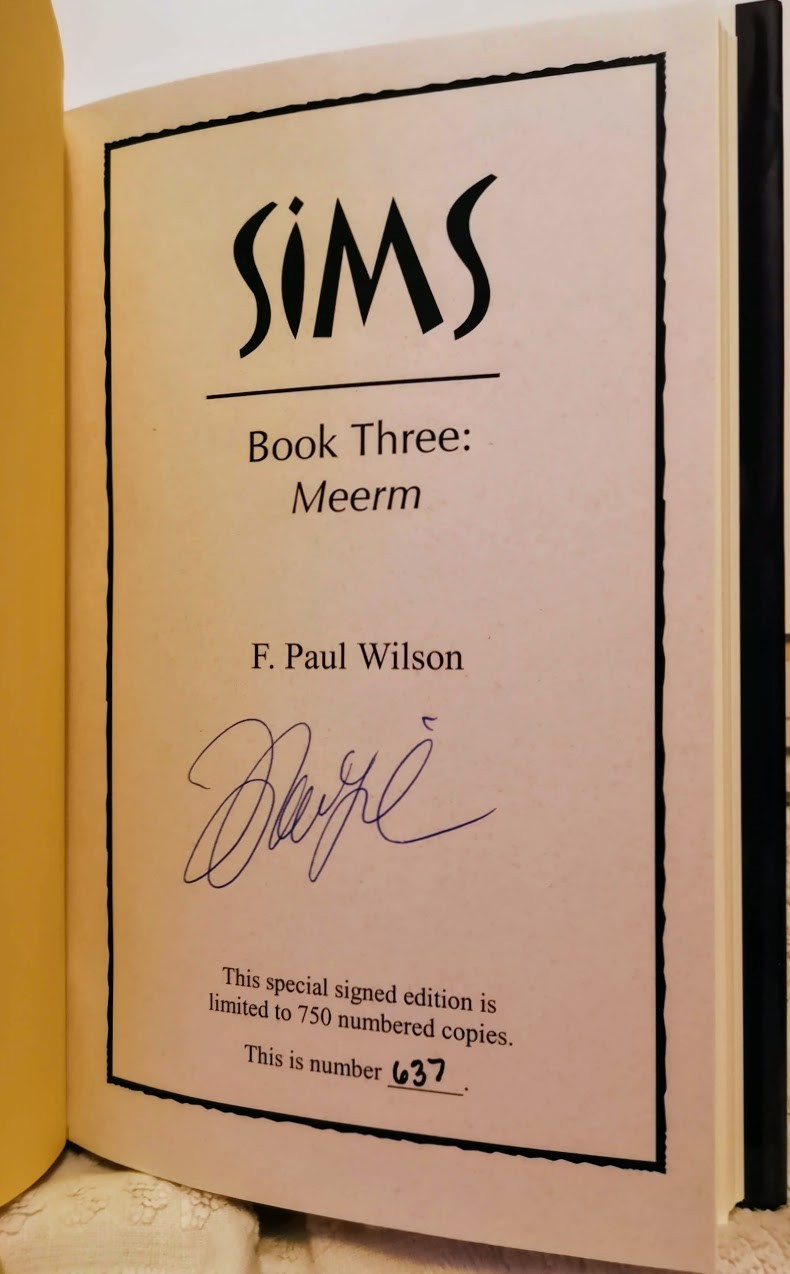 SiMS
Book Three:
Meerm
F. Paul Wilson
This special signed edition is
limited to 750 numbered copies.
This is number 637.